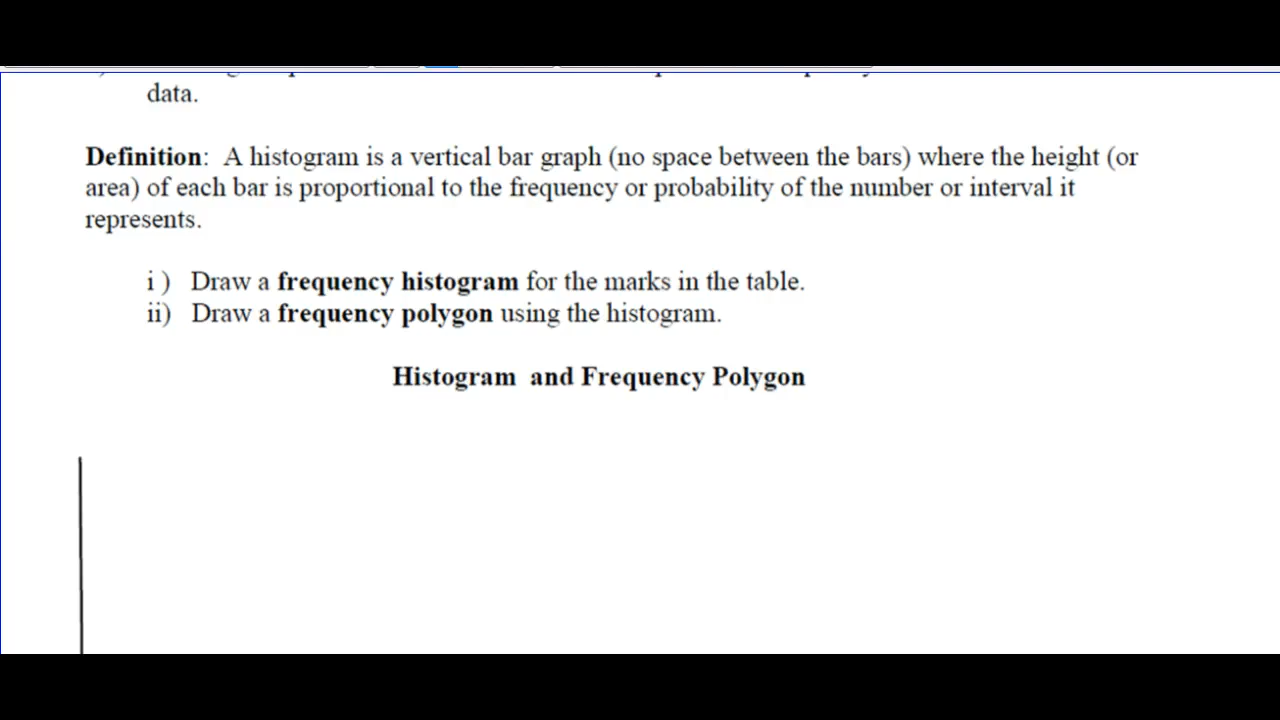 data.
Definition: A histogram is a vertical bar graph (no space between the bars) where the height (or
area) of each bar is proportional to the frequency or probability of the number or interval it
represents.
i ) Draw a frequency histogram for the marks in the table.
ii) Draw a frequency polygon using the histogram.
Histogram and Frequency Polygon